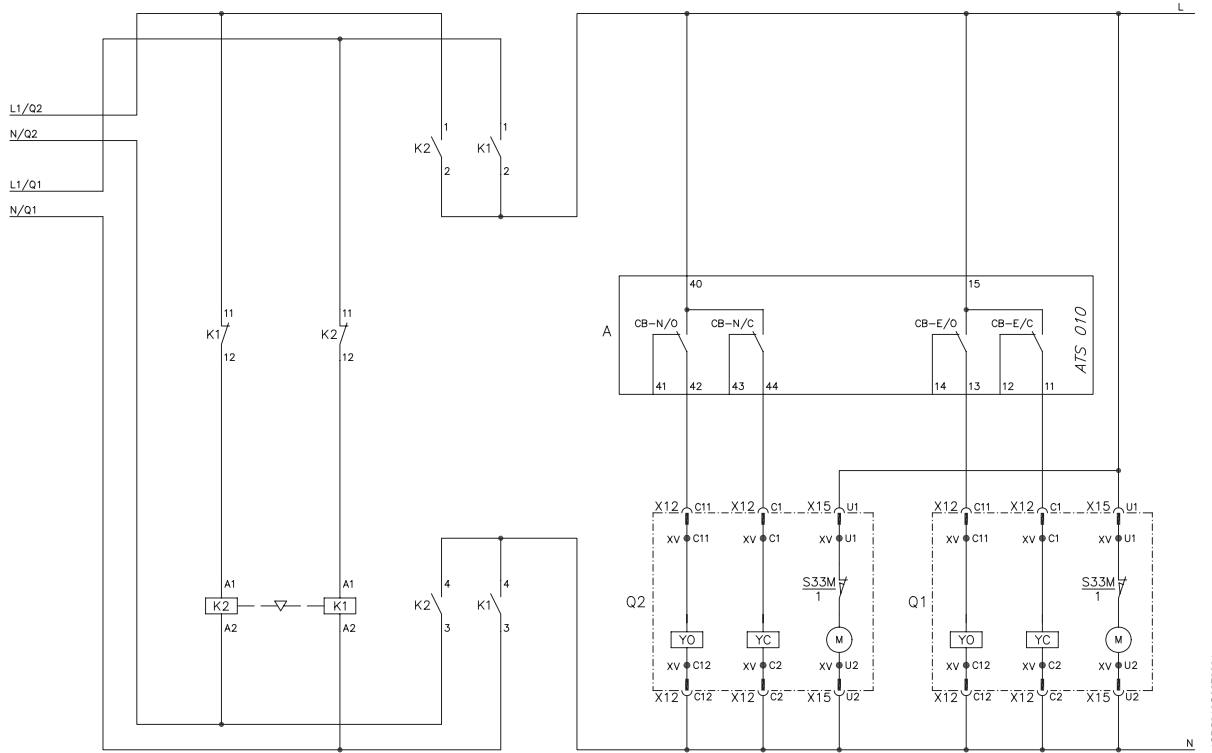 L
L1/Q2
N/Q2
1 1
K2 K1
2 2
L1/Q1
N/Q1
40 15
11 11
A CB-N/O CB-N/C CB-E/O CB-E/C ATS 010
K1 K2
12 12
41 42 43 44 14 13 12 11
X12 C11 X12 C1 X15 U1 X12 C11 X12 C1 X15 U1
XV C11 XV C1 XV U1 XV C11 XV C1 XV U1
A1 A1 4 4 S33M S33M
1 1
K2 K1 K2 K1 Q2 Q1
A2 A2 3 3
YO YC M YO YC M
XV C12 XV C2 XV U2 XV C12 XV C2 XV U2
X12 C12 X12 C2 X15 U2 X12 C12 X12 C2 X15 U2
N